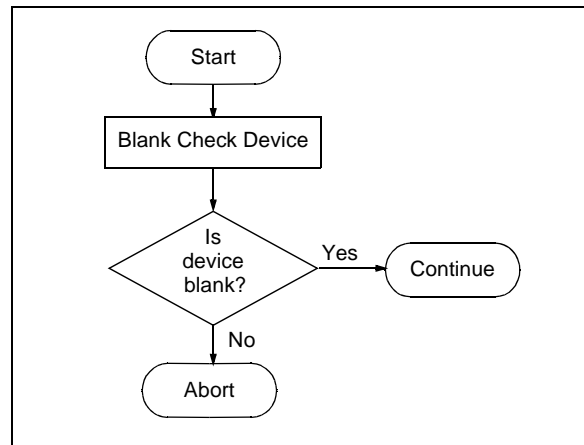 Start
Blank Check Device
Is
device
blank?
Yes
Continue
No
Abort